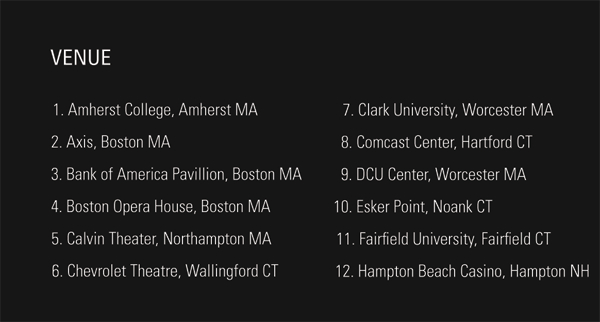 VENUE
1. Amherst College, Amherst MA
2. Axis, Boston MA
3. Bank of America Pavillion, Boston MA
4. Boston Opera House, Boston MA
5. Calvin Theater, Northampton MA
6. Chevrolet Theatre, Wallingford CT
7. Clark University, Worcester MA
8. Comcast Center, Hartford CT
9. DCU Center, Worcester MA
10. Esker Point, Noank CT
11. Fairfield University, Fairfield CT
12. Hampton Beach Casino, Hampton NH